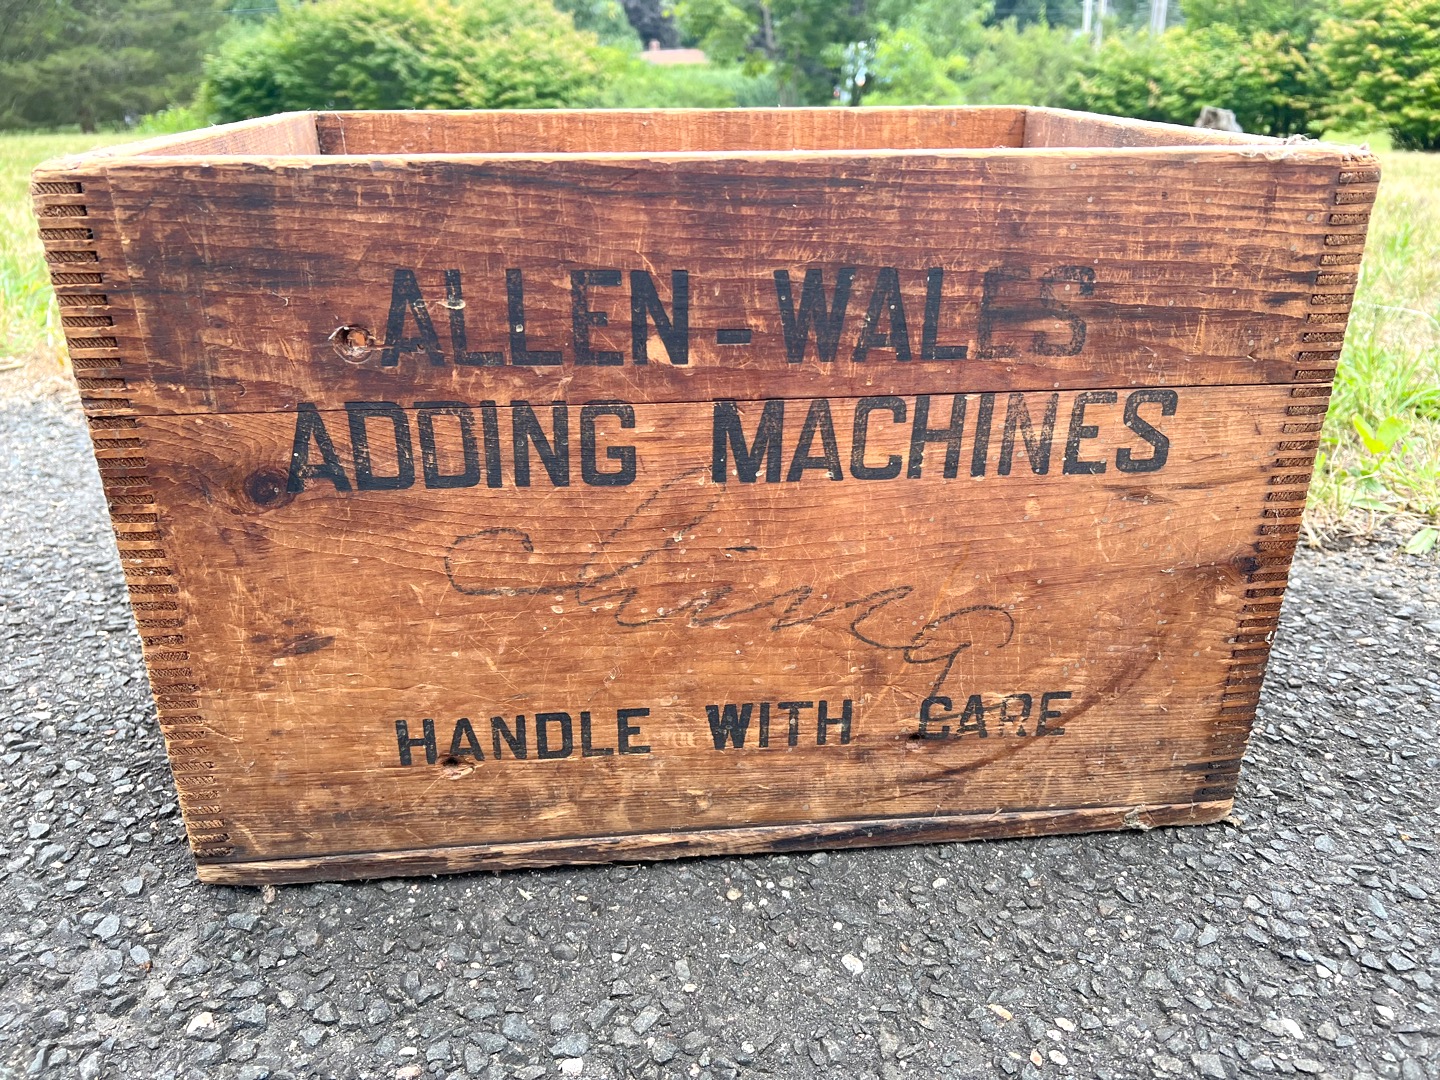 ALLEN-WALES
ADDING MACHINES
HANDLE WITH CARE